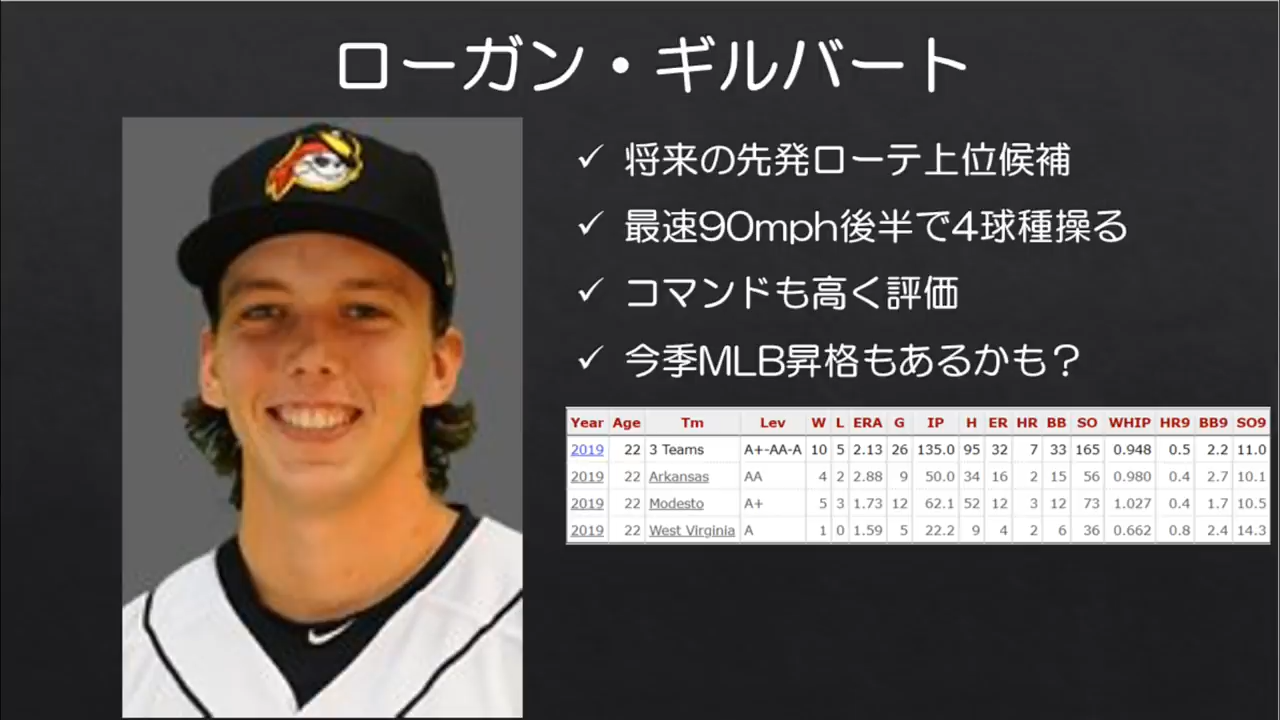 ローガン・ギルバート
✓ 将来の先発ローテ上位候補
✓ 最速90mph後半で4球種操る
✓ コマンドも高く評価
✓ 今季MLB昇格もあるかも？
Year Age Tm Lev W L ERA G IP H ER HR BB SO WHIP HR9 BB9 SO9
2019 22 3 Teams A+-AA-A 10 5 2.13 26 135.0 95 32 7 33 165 0.948 0.5 2.2 11.0
2019 22 Arkansas AA 4 2 2.88 9 50.0 34 16 2 15 56 0.980 0.4 2.7 10.1
2019 22 Modesto A+ 5 3 1.73 12 62.1 52 12 3 12 73 1.027 0.4 1.7 10.5
2019 22 West Virginia A 1 0 1.59 5 22.2 9 4 2 6 36 0.662 0.8 2.4 14.3